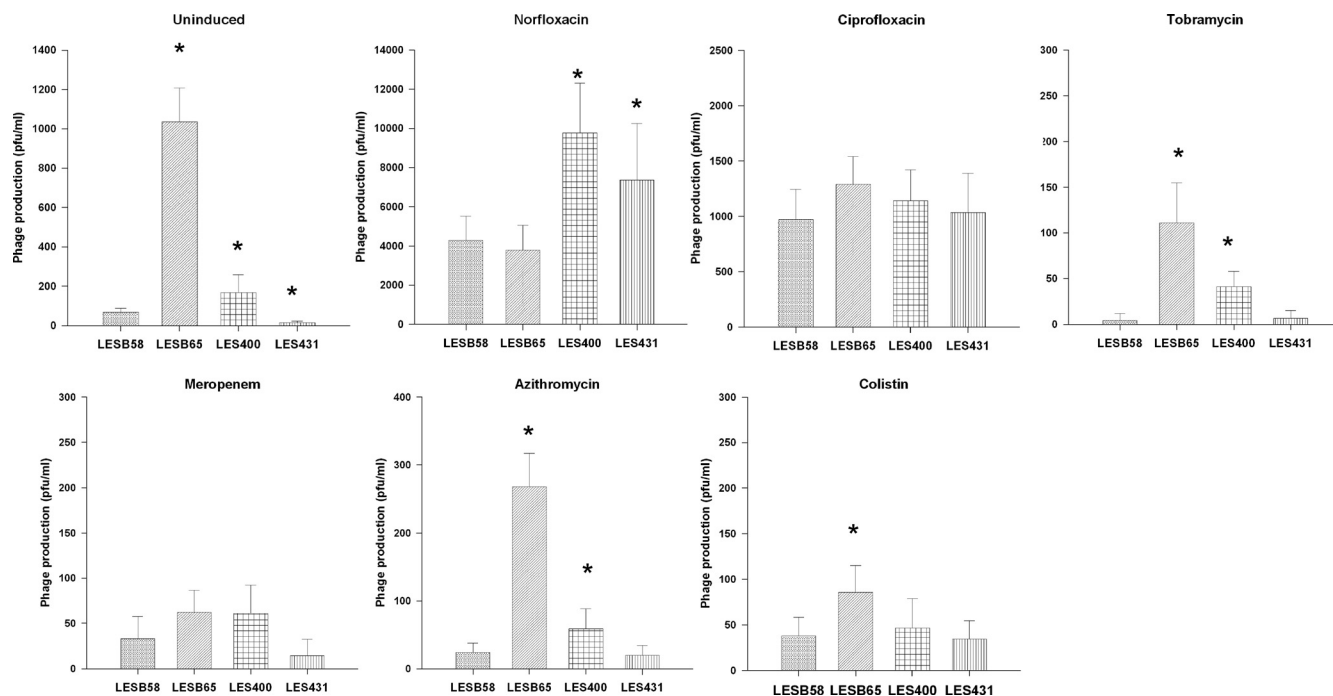 Uninduced
Norfloxacin
Ciprofloxacin
Tobramycin
Phage production (pfu/ml)
1400
1200
1000
800
600
400
200
0
*
*
*
LESB58 LESB65 LES400 LES431
Phage production (pfu/ml)
14000
12000
10000
8000
6000
4000
2000
0
*
*
LESB58 LESB65 LES400 LES431
Phage production (pfu/ml)
2500
2000
1500
1000
500
0
LESB58 LESB65 LES400 LES431
Phage production (pfu/ml)
300
250
200
150
100
50
0
*
*
LESB58 LESB65 LES400 LES431
Meropenem
Azithromycin
Colistin
Phage production (pfu/ml)
300
250
200
150
100
50
0
LESB58 LESB65 LES400 LES431
Phage production (pfu/ml)
400
300
200
100
0
*
*
LESB58 LESB65 LES400 LES431
Phage production (pfu/ml)
300
250
200
150
100
50
0
*
LESB58 LESB65 LES400 LES431